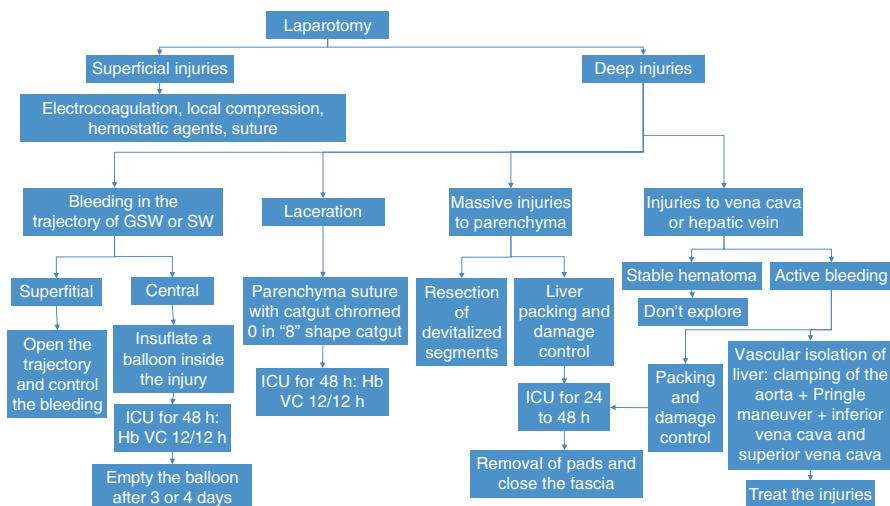 Laparotomy
Superficial injuries
Deep injuries
Electrocoagulation, local compression,
hemostatic agents, suture
Bleeding in the
trajectory of GSW or SW
Laceration
Massive injuries
to parenchyma
Injuries to vena cava
or hepatic vein
Superfitial
Central
Parenchyma suture
with catgut chromed
0 in “8” shape catgut
Resection
of
devitalized
segments
Liver
packing and
damage
control
Stable hematoma
Active bleeding
Don’t explore
Open the
trajectory
and control
the bleeding
Insuflate a
balloon inside
the injury
ICU for 48 h: Hb
VC 12/12 h
ICU for 48 h:
Hb VC 12/12 h
Empty the balloon
after 3 or 4 days
ICU for 24
to 48 h
Removal of pads and
close the fascia
Packing
and
damage
control
Vascular isolation of
liver: clamping of the
aorta + Pringle
maneuver + inferior
vena cava and
superior vena cava
Treat the injuries